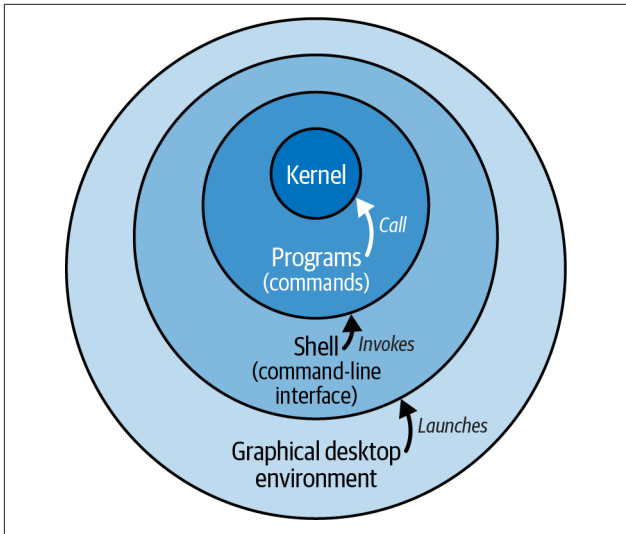 Kernel
Call
Programs
(commands)
Shell
Invokes
(command-line
interface)
Launches
Graphical desktop
environment